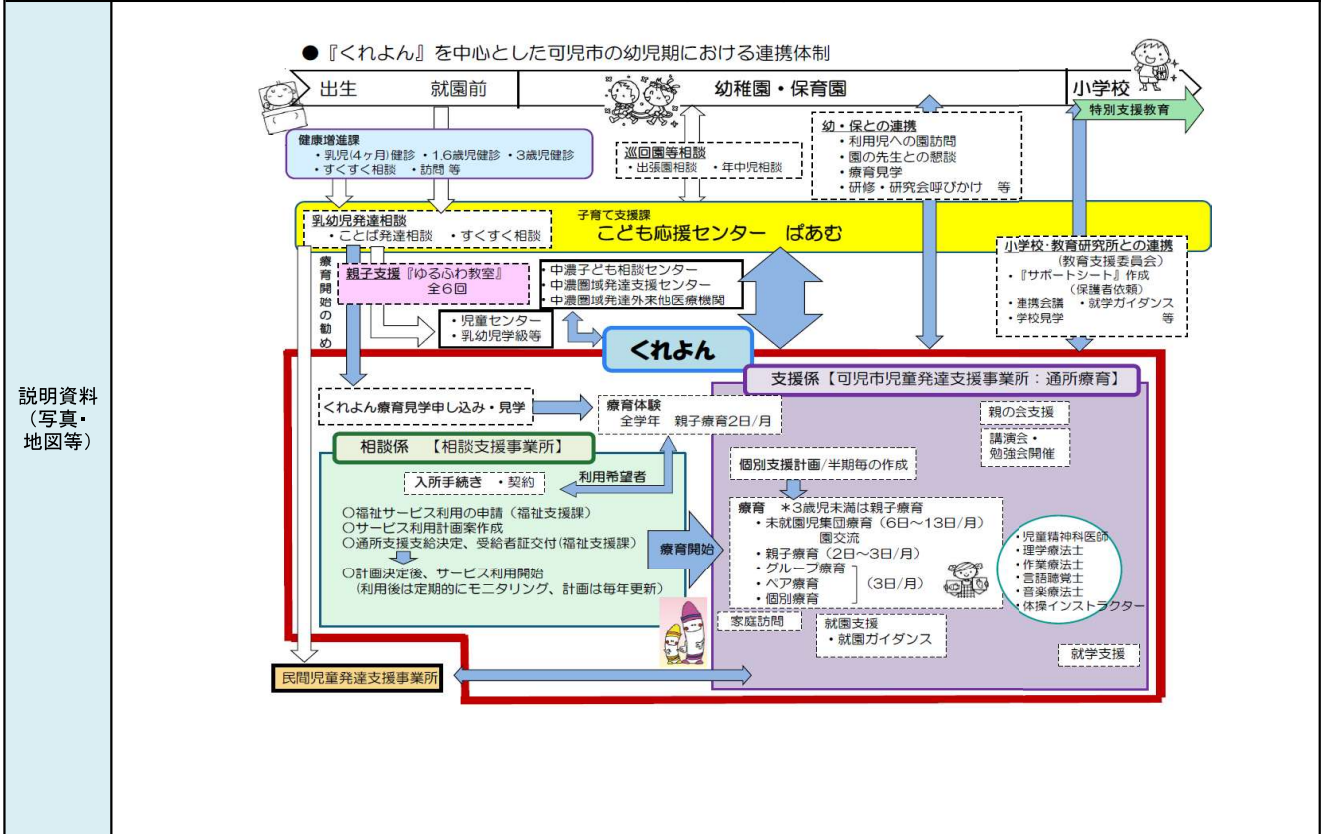 説明資料
(写真・
地図等)
●『くれよん』を中心とした可児市の幼児期における連携体制
出生 就園前 幼稚園・保育園 小学校
特別支援教育
健康増進課
・乳児(4ヶ月)健診 ・1.6歳児健診 ・3歳児健診
・すくすく相談 ・訪問 等
巡回園等相談
・出張園相談 ・年中児相談
幼・保との連携
・利用児への園訪問
・園の先生との懇談
・療育見学
・研修・研究会呼びかけ 等
乳幼児発達相談
・ことば発達相談 ・すくすく相談
子育て支援課
こども応援センター ぱあむ
小学校・教育研究所との連携
(教育支援委員会)
・『サポートシート』作成
(保護者依頼)
・連携会議 ・就学ガイダンス
・学校見学 等
療育開始の勧め
親子支援『ゆるふわ教室』
全6回
・中濃子ども相談センター
・中濃圏域発達支援センター
・中濃圏域発達外来他医療機関
・児童センター
・乳幼児学級等
くれよん
支援係【可児市児童発達支援事業所:通所療育】
くれよん療育見学申し込み・見学
療育体験
全学年 親子療育2日/月
親の会支援
講演会・
勉強会開催
相談係 【相談支援事業所】
入所手続き ・契約
利用希望者
○福祉サービス利用の申請(福祉支援課)
○サービス利用計画案作成
○通所支援支給決定、受給者証交付(福祉支援課)
○計画決定後、サービス利用開始
(利用後は定期的にモニタリング、計画は毎年更新)
療育開始
個別支援計画/半期毎の作成
療育 *3歳児未満は親子療育
・未就園児集団療育(6日~13日/月)
園交流
・親子療育(2日~3日/月)
・グループ療育
・ペア療育 (3日/月)
・個別療育
・児童精神科医師
・理学療法士
・作業療法士
・言語聴覚士
・音楽療法士
・体操インストラクター
家庭訪問
就園支援
・就園ガイダンス
就学支援
民間児童発達支援事業所